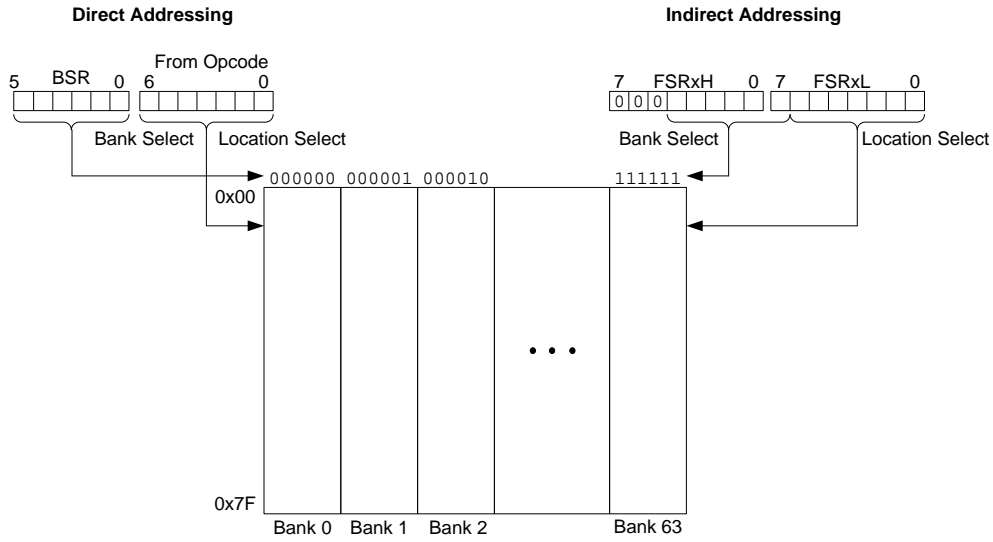 Direct Addressing Indirect Addressing
From Opcode
5 BSR 0 6 0 7 FSRxH 0 7 FSRxL 0
0 0 0
Bank Select Location Select Bank Select Location Select
000000 000001 000010 111111
0x00
• • •
0x7F
Bank 0 Bank 1 Bank 2 Bank 63